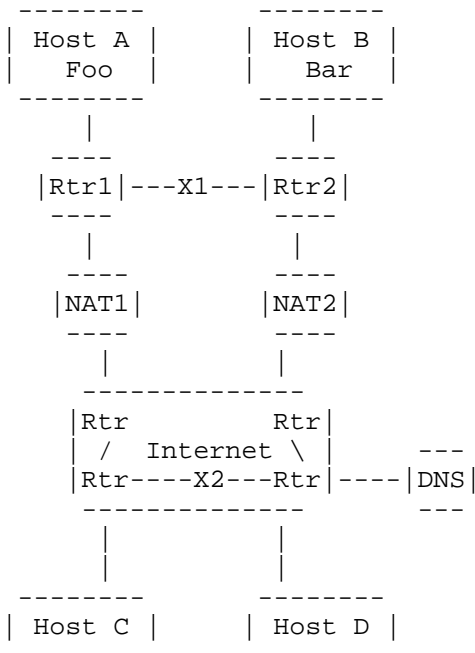 --------          --------
| Host A |        | Host B |
|   Foo  |        |   Bar  |
 --------          --------
    |                 |
   ----              ----
  |Rtr1|---X1---|Rtr2|
   ----              ----
    |                 |
   ----              ----
  |NAT1|            |NAT2|
   ----              ----
     |              |
    --------------
   |Rtr        Rtr|
   | /  Internet \ |     ---
   |Rtr----X2---Rtr|----|DNS|
    --------------       ---
     |              |
     |              |
 --------          --------
| Host C |        | Host D |